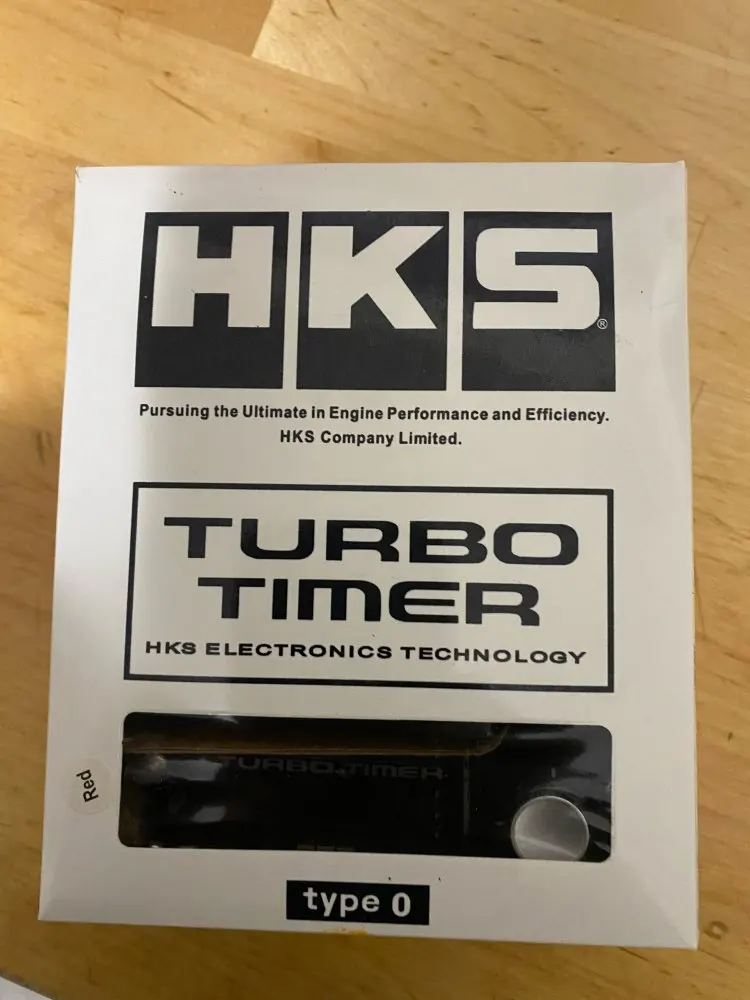 HKS®
Pursuing the Ultimate in Engine Performance and Efficiency.
HKS Company Limited.
TURBO
TIMER
HKS ELECTRONICS TECHNOLOGY
TURBO TIMER
Red
type 0